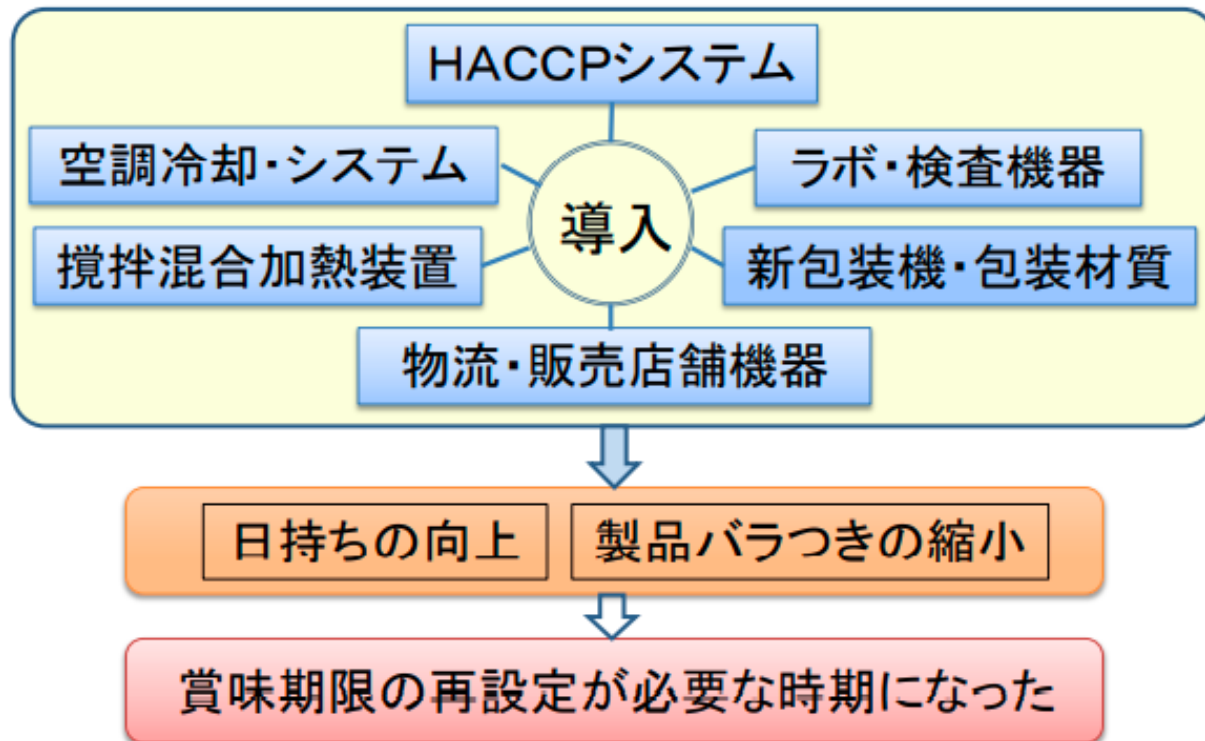 HACCPシステム
空調冷却・システム
ラボ・検査機器
導入
撹拌混合加熱装置
新包装機・包装材質
物流・販売店舗機器
日持ちの向上
製品バラつきの縮小
賞味期限の再設定が必要な時期になった